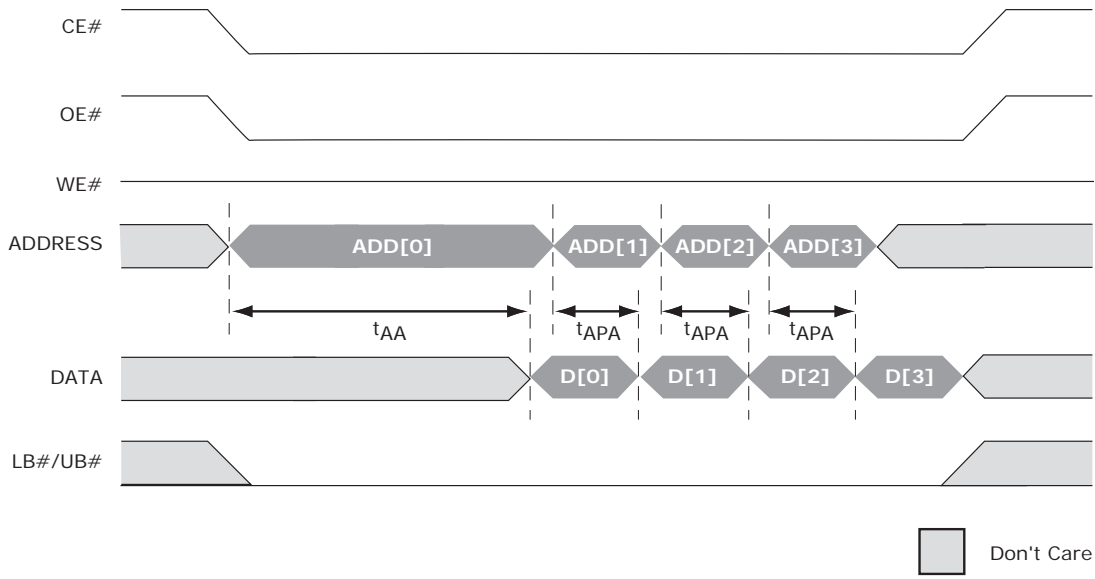 CE#
OE#
WE#
ADDRESS ADD[0] ADD[1] ADD[2] ADD[3]
tAA tAPA tAPA tAPA
DATA D[0] D[1] D[2] D[3]
LB#/UB#
Don't Care